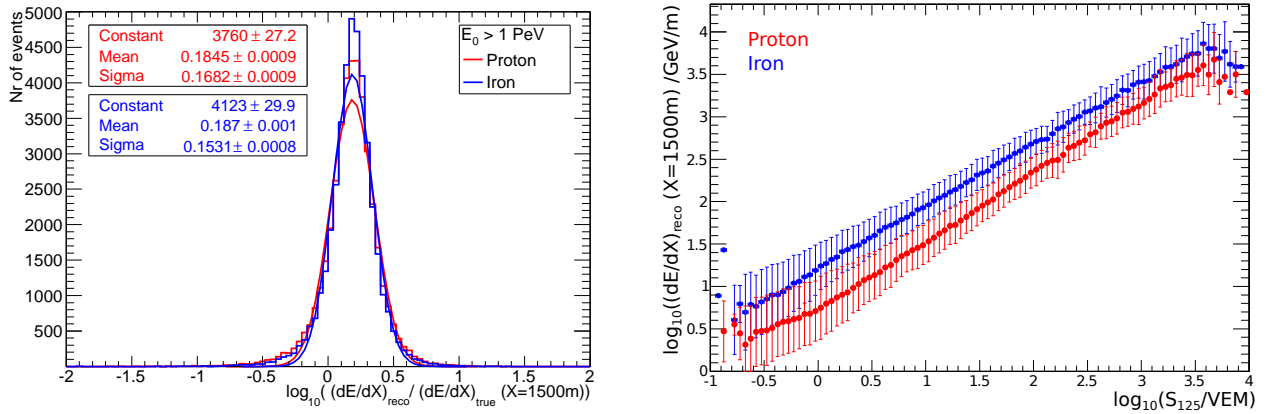 Nr of events
5000
4500
4000
3500
3000
2500
2000
1500
1000
500
Constant 3760 ± 27.2
Mean 0.1845 ± 0.0009
Sigma 0.1682 ± 0.0009
Constant 4123 ± 29.9
Mean 0.187 ± 0.001
Sigma 0.1531 ± 0.0008
E0 > 1 PeV
Proton
Iron
-2 -1.5 -1 -0.5 0 0.5 1 1.5 2
log10( (dE/dX)reco/ (dE/dX)true (X=1500m))
log10((dE/dX)reco (X=1500m) /GeV/m)
4
3.5
3
2.5
2
1.5
1
0.5
0
Proton
Iron
-1 -0.5 0 0.5 1 1.5 2 2.5 3 3.5 4
log10(S125/VEM)